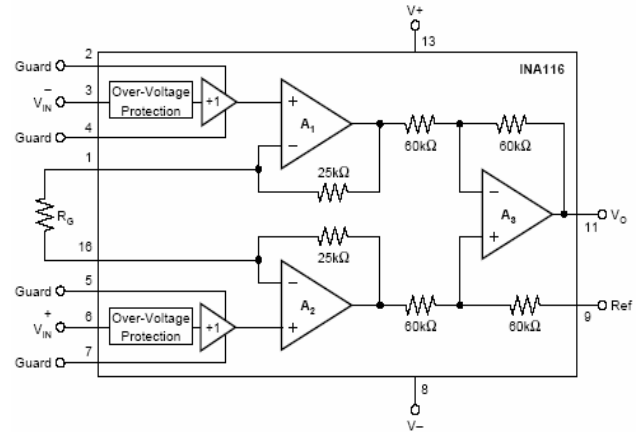 V+
13
INA116
Guard 2
V⁻IN 3
Over-Voltage
Protection
+1
Guard 4
1
+
A1
−
60kΩ
60kΩ
25kΩ
RG
−
A3
+
11
VO
16
25kΩ
Guard 5
V⁺IN 6
Over-Voltage
Protection
+1
Guard 7
−
A2
+
60kΩ
60kΩ
9
Ref
8
V−